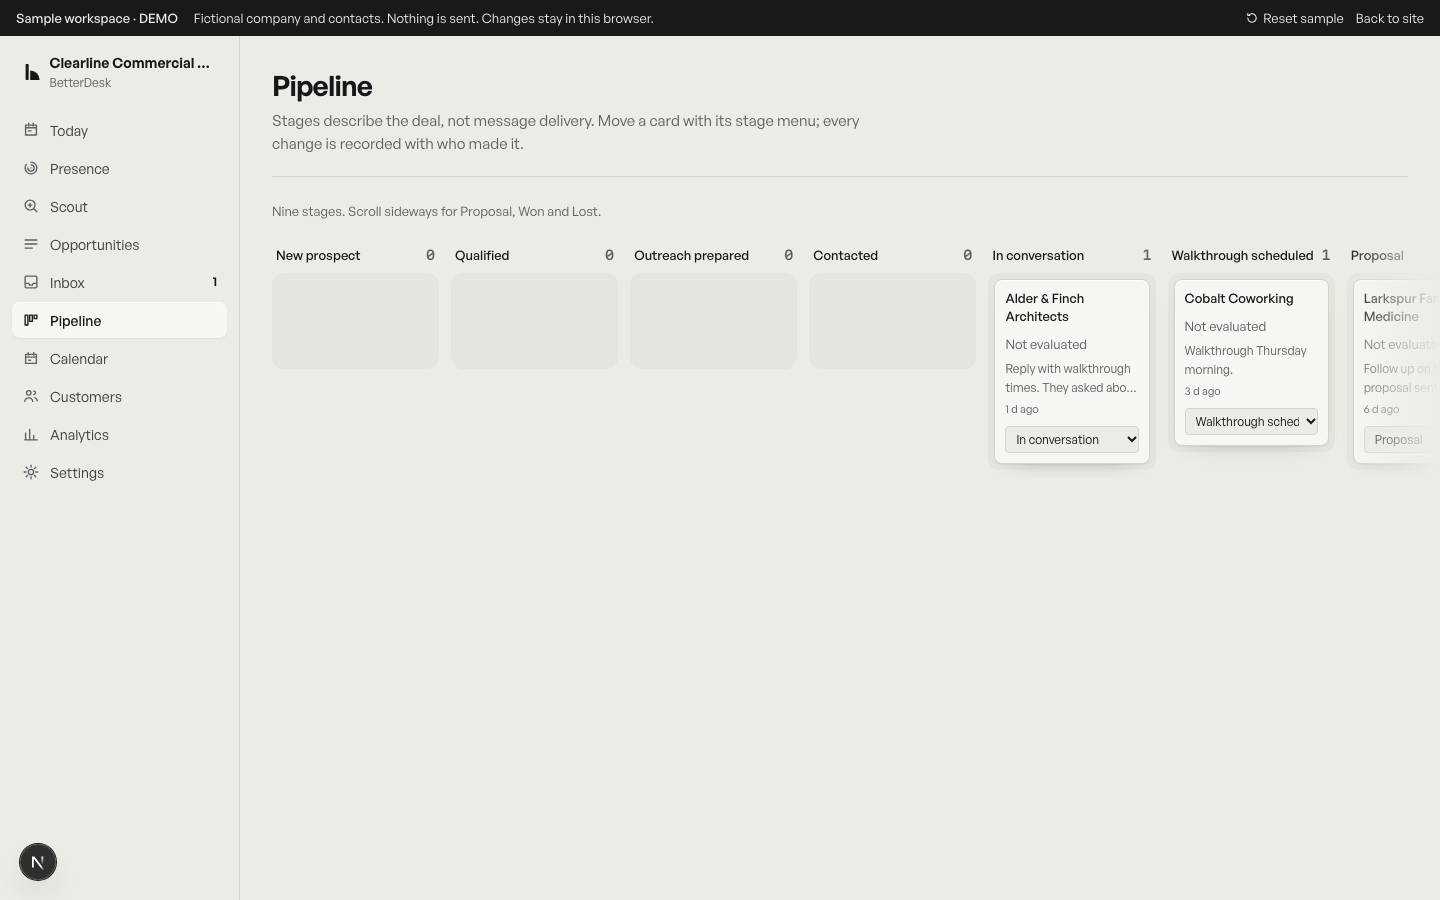 Sample workspace · DEMO Fictional company and contacts. Nothing is sent. Changes stay in this browser. Reset sample Back to site
Clearline Commercial ...
BetterDesk
Today
Presence
Scout
Opportunities
Inbox 1
Pipeline
Calendar
Customers
Analytics
Settings
N
Pipeline
Stages describe the deal, not message delivery. Move a card with its stage menu; every
change is recorded with who made it.
Nine stages. Scroll sideways for Proposal, Won and Lost.
New prospect 0
Qualified 0
Outreach prepared 0
Contacted 0
In conversation 1
Alder & Finch
Architects
Not evaluated
Reply with walkthrough
times. They asked abo...
1 d ago
In conversation
Walkthrough scheduled 1
Cobalt Coworking
Not evaluated
Walkthrough Thursday
morning.
3 d ago
Walkthrough sched
Proposal
Larkspur
Medicine
Not
Follow up on
proposal
6 d ago
Proposal